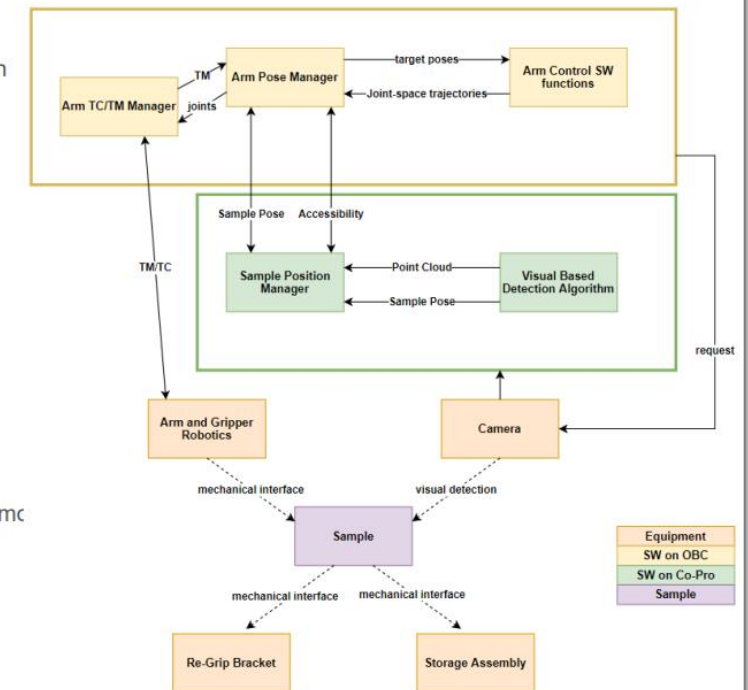 n
TM
target poses
Arm TC/TM Manager
joints
Arm Pose Manager
Joint-space trajectories
Arm Control SW
functions
Sample Pose
Accessibility
TM/TC
Sample Position
Manager
Point Cloud
Sample Pose
Visual Based
Detection Algorithm
request
Arm and Gripper
Robotics
Camera
mechanical interface
visual detection
mc
Sample
Equipment
SW on OBC
SW on Co-Pro
Sample
mechanical interface
mechanical interface
Re-Grip Bracket
Storage Assembly